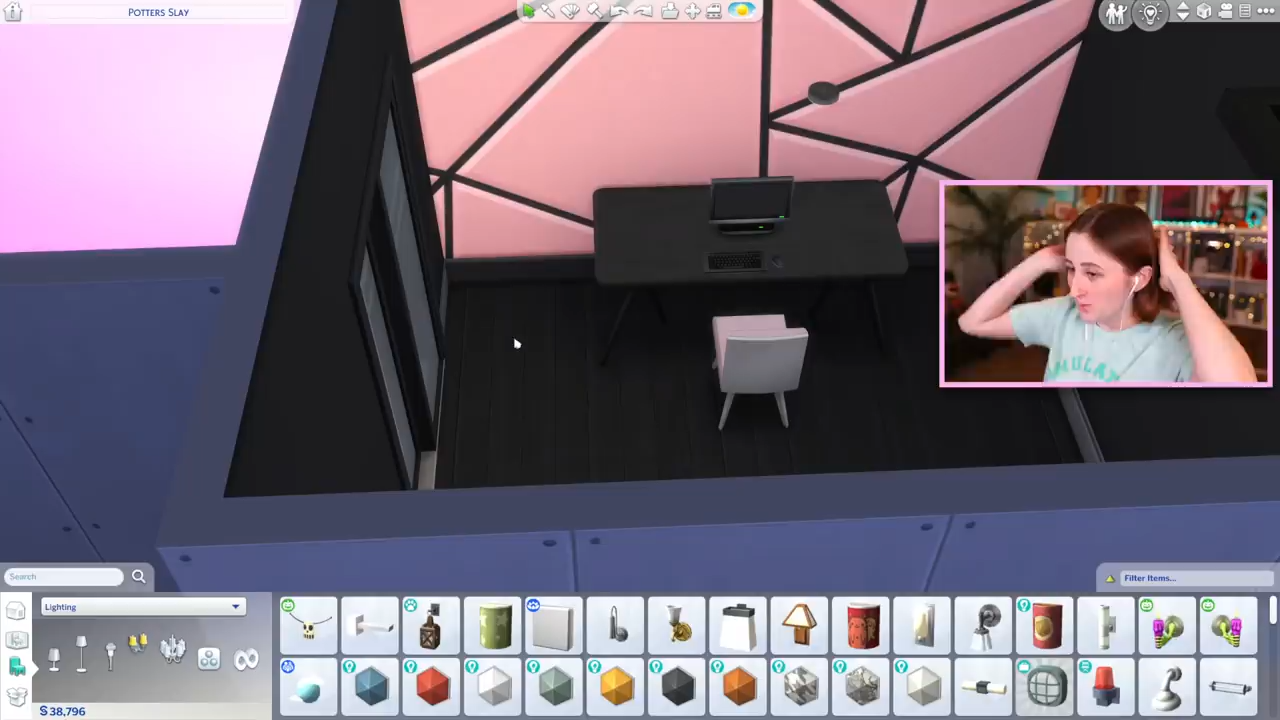 POTTERS SLAY
Search
Filter Items...
Lighting
§38,796